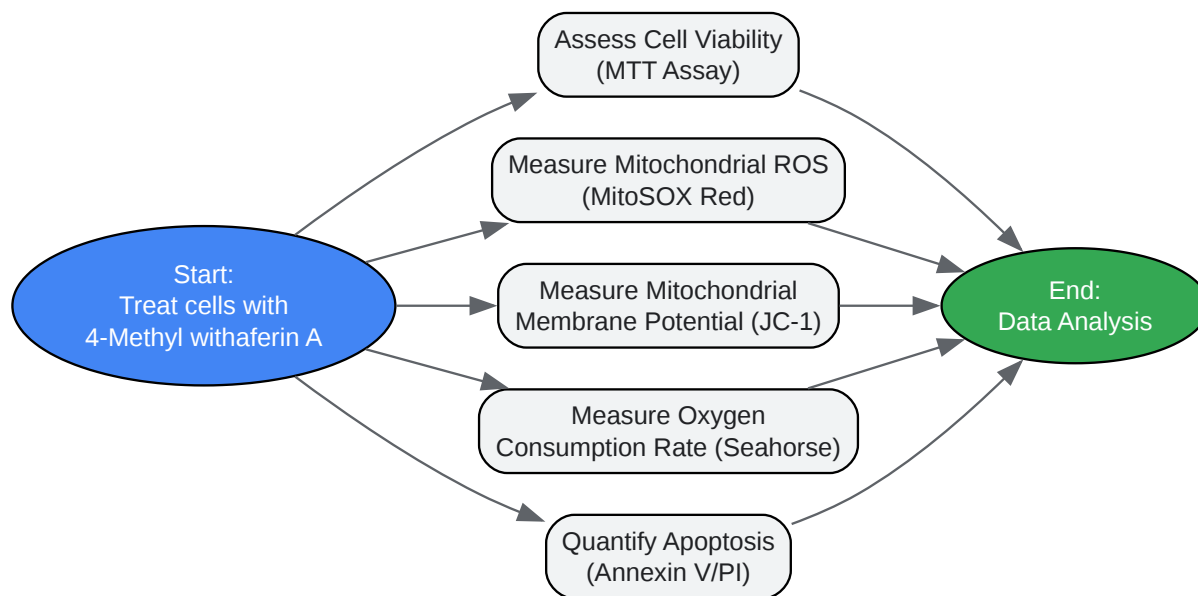 Start:
Treat cells with
4-Methyl withaferin A
Assess Cell Viability
(MTT Assay)
Measure Mitochondrial ROS
(MitoSOX Red)
Measure Mitochondrial
Membrane Potential (JC-1)
Measure Oxygen
Consumption Rate (Seahorse)
Quantify Apoptosis
(Annexin V/PI)
End:
Data Analysis